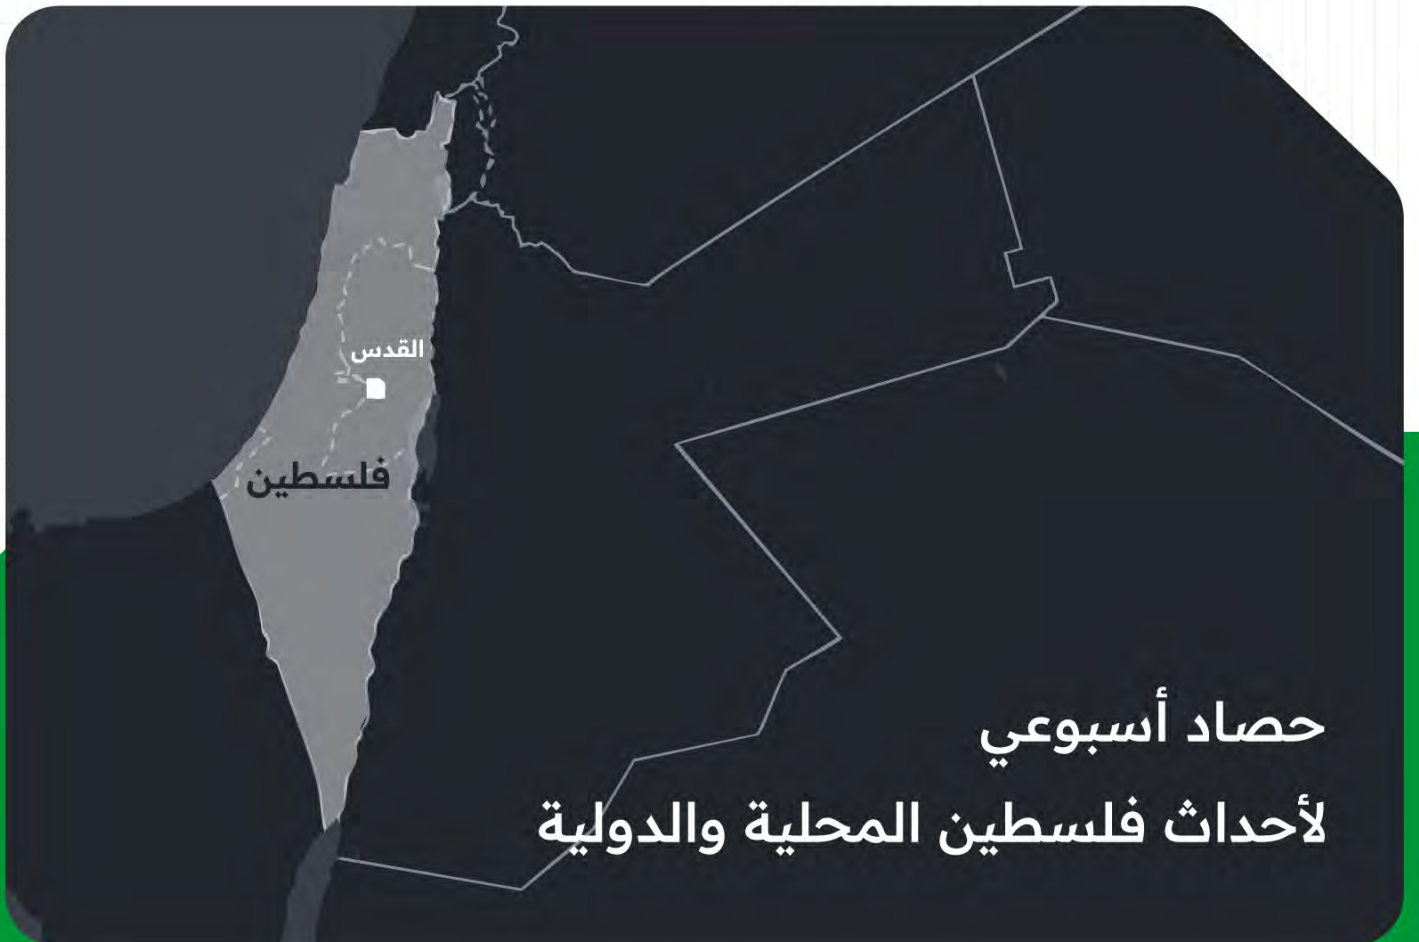 القدس
فلسطين
حصاد أسبوعي
لأحداث فلسطين المحلية والدولية